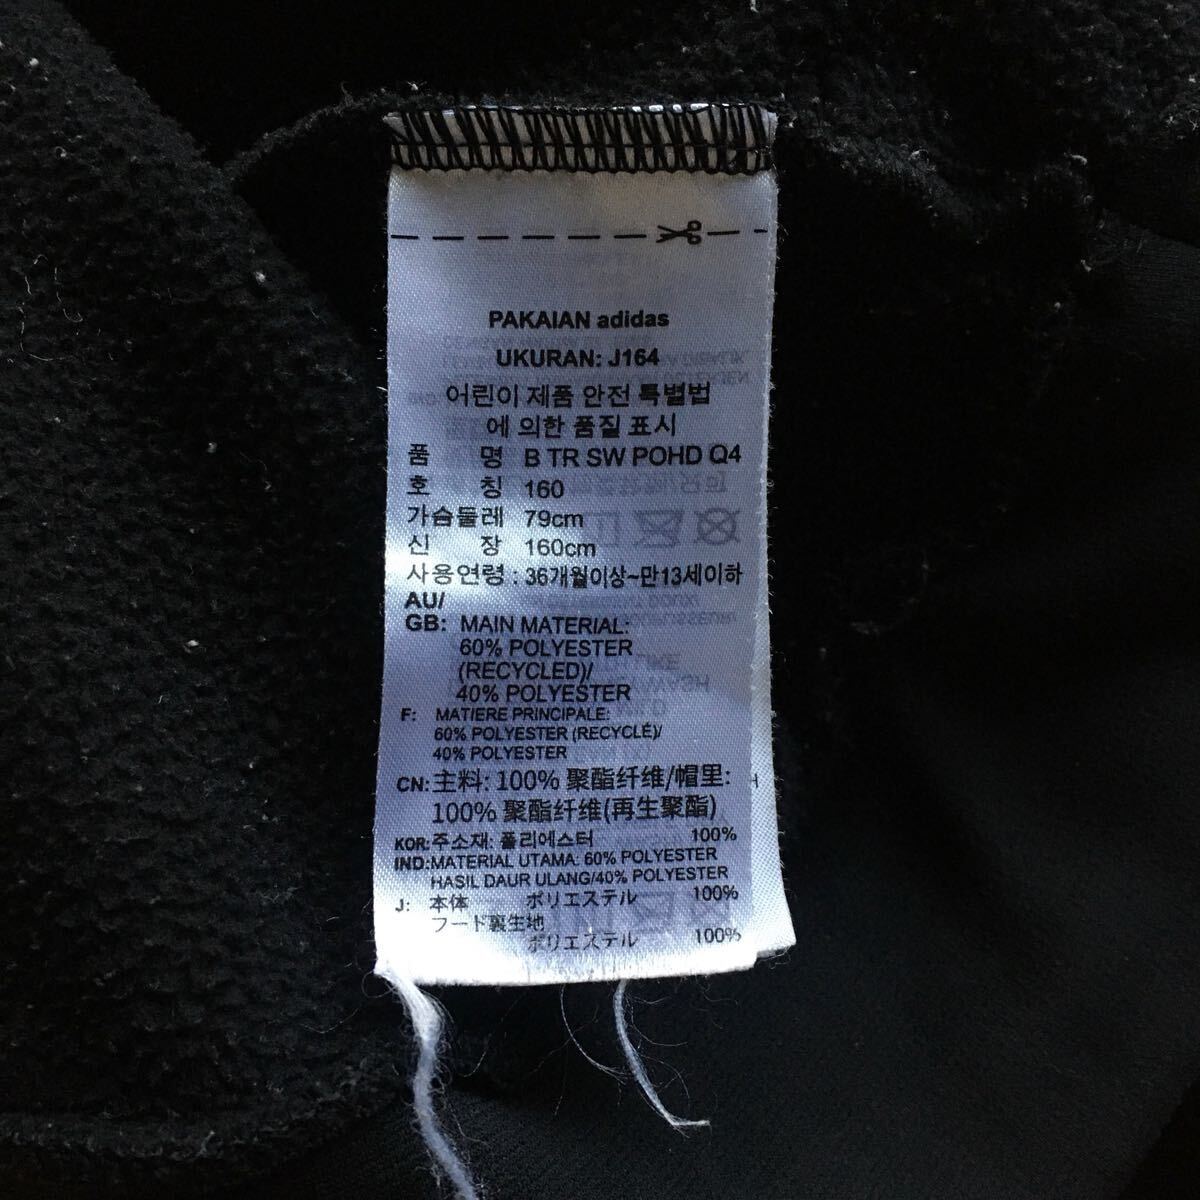 PAKAIAN adidas
UKURAN: J164
어린이 제품 안전 특별법
에 의한 품질 표시
품 명 B TR SW POHD Q4
호 칭 160
가슴둘레 79cm
신 장 160cm
사용연령 : 36개월이상~만13세이하
AU/
GB: MAIN MATERIAL:
60% POLYESTER
(RECYCLED)/
40% POLYESTER
F: MATIERE PRINCIPALE:
60% POLYESTER (RECYCLÉ)/
40% POLYESTER
CN: 主料: 100% 聚酯纤维/帽里:
100% 聚酯纤维(再生聚酯)
KOR: 주소재: 폴리에스터 100%
IND: MATERIAL UTAMA: 60% POLYESTER
HASIL DAUR ULANG/40% POLYESTER
J: 本体 ポリエステル 100%
フード裏生地
ポリエステル 100%